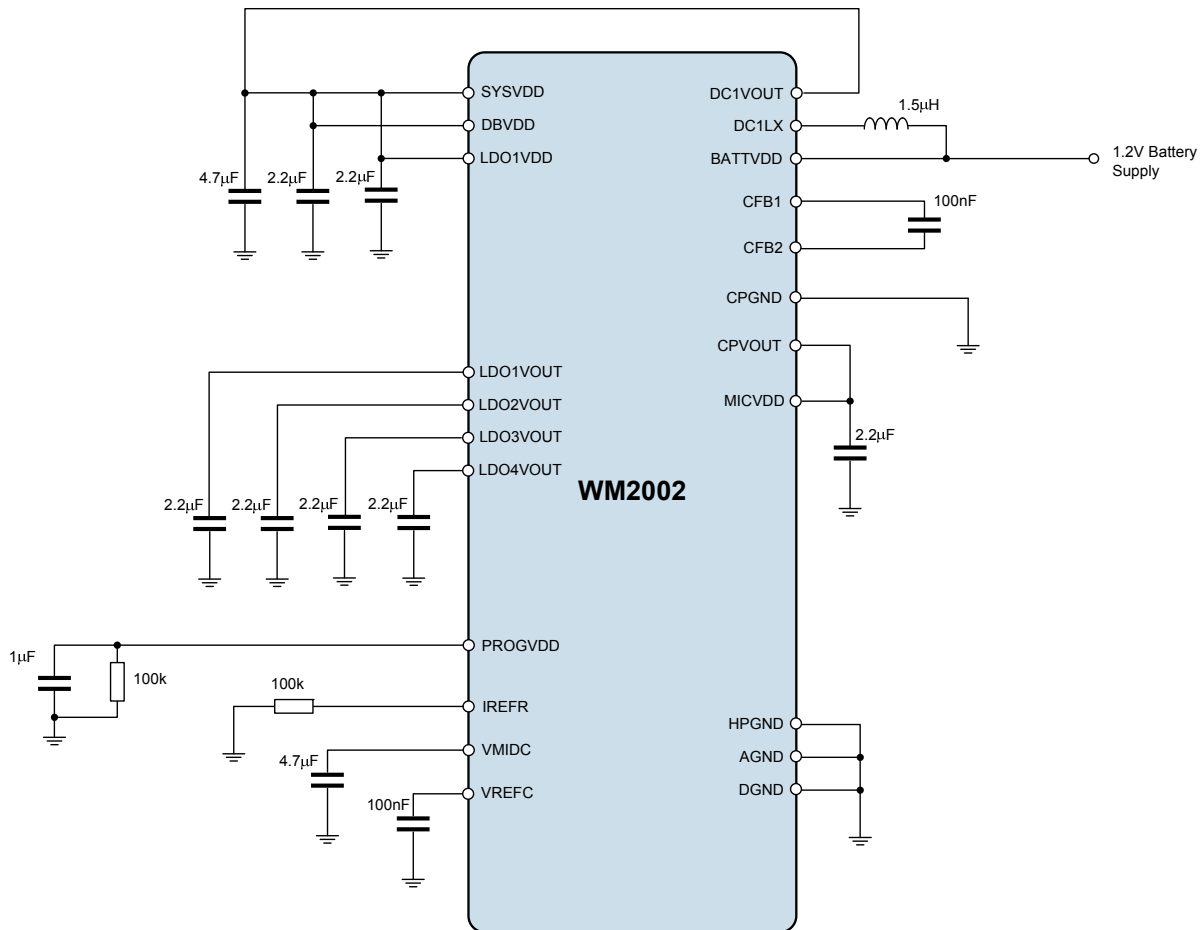 SYSVDD
DBVDD
LDO1VDD
4.7μF
2.2μF
2.2μF
DC1VOUT
DC1LX
BATTVDD
1.5μH
1.2V Battery
Supply
CFB1
CFB2
100nF
CPGND
CPVOUT
MICVDD
2.2μF
LDO1VOUT
LDO2VOUT
LDO3VOUT
LDO4VOUT
2.2μF
2.2μF
2.2μF
2.2μF
WM2002
PROGVDD
1μF
100k
100k
IREFR
VMIDC
4.7μF
VREFC
100nF
HPGND
AGND
DGND